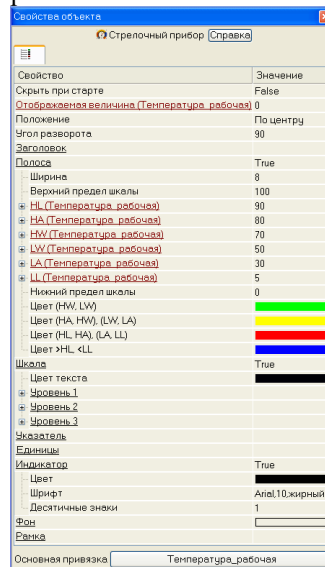 Свойства объекта
Стрелочный прибор Справка
Свойство Значение
Скрыть при старте False
Отображаемая величина (Температура_рабочая) 0
Положение По центру
Угол разворота 90
Заголовок
Полоса True
Ширина 8
Верхний предел шкалы 100
HL (Температура_рабочая) 90
HA (Температура_рабочая) 80
HW (Температура_рабочая) 70
LW (Температура_рабочая) 50
LA (Температура_рабочая) 30
LL (Температура_рабочая) 5
Нижний предел шкалы 0
Цвет (HW, LW)
Цвет (HA, HW), (LW, LA)
Цвет (HL, HA), (LA, LL)
Цвет >HL, <LL
Шкала True
Цвет текста
Уровень 1
Уровень 2
Уровень 3
Указатель
Единицы
Индикатор True
Цвет
Шрифт Arial,10,жирный
Десятичные знаки 1
Фон
Рамка
Основная привязка Температура_рабочая